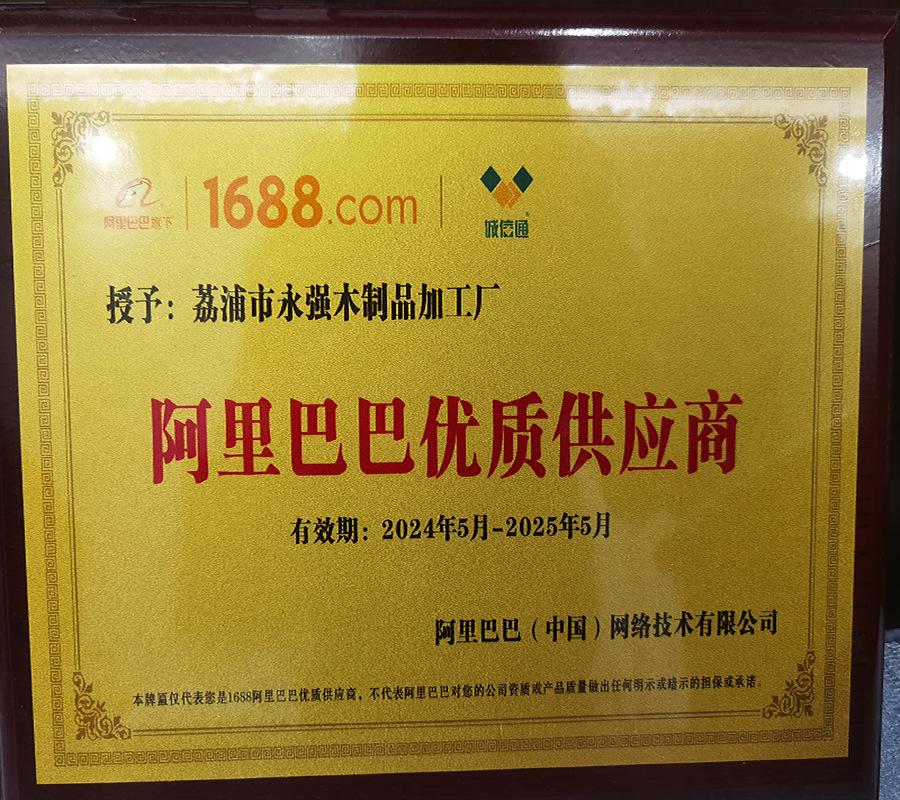 阿里巴巴旗下 1688.com 诚信通
授予：荔浦市永强木制品加工厂
阿里巴巴优质供应商
有效期：2024年5月-2025年5月
阿里巴巴（中国）网络技术有限公司
本牌匾仅代表您是1688阿里巴巴优质供应商，不代表阿里巴巴对您的公司资质或产品质量做出任何明示或暗示的担保或承诺。